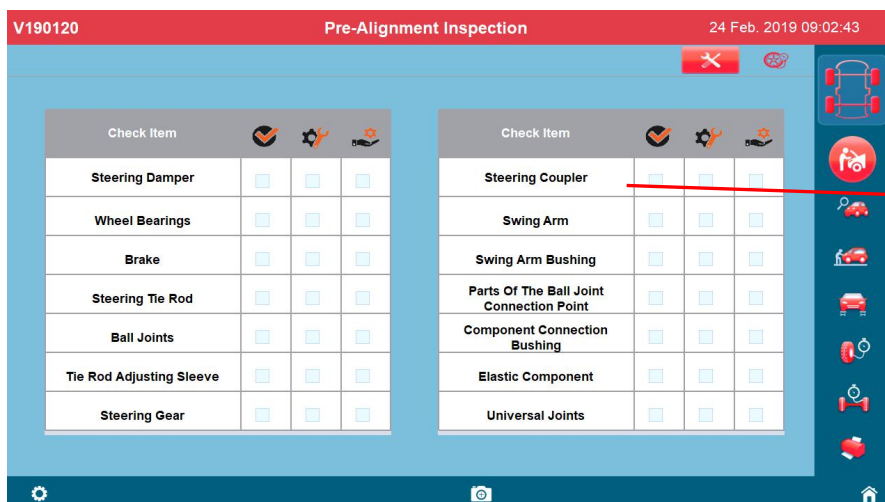 V190120 Pre-Alignment Inspection 24 Feb. 2019 09:02:43
Check Item Check Item
Steering Damper Steering Coupler
Wheel Bearings Swing Arm
Brake Swing Arm Bushing
Steering Tie Rod Parts Of The Ball Joint
Connection Point
Ball Joints Component Connection
Bushing
Tie Rod Adjusting Sleeve Elastic Component
Steering Gear Universal Joints